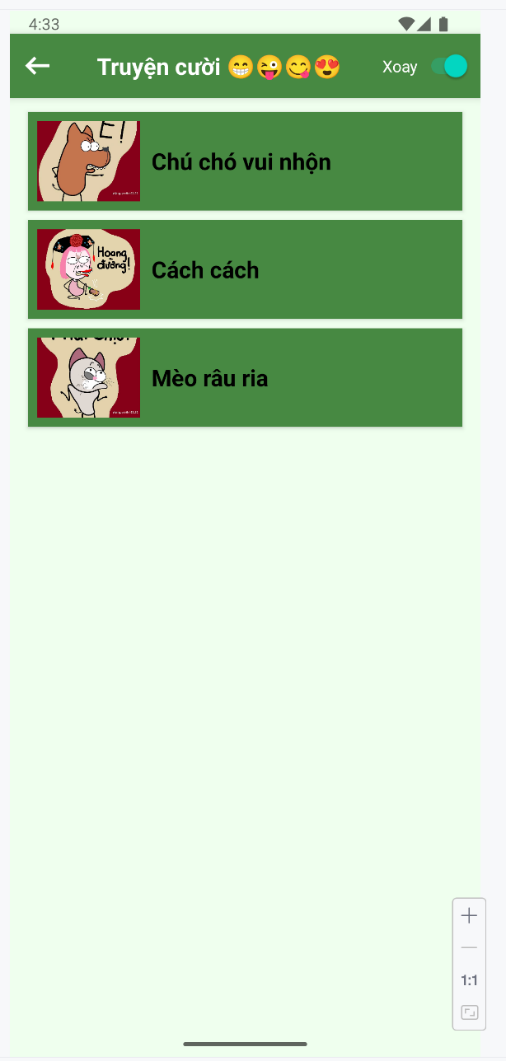 4:33
Truyện cười 😁😜😋😍
Xoay
E!
Chú chó vui nhộn
Hoang
đường!
Cách cách
Mèo râu ria
1:1